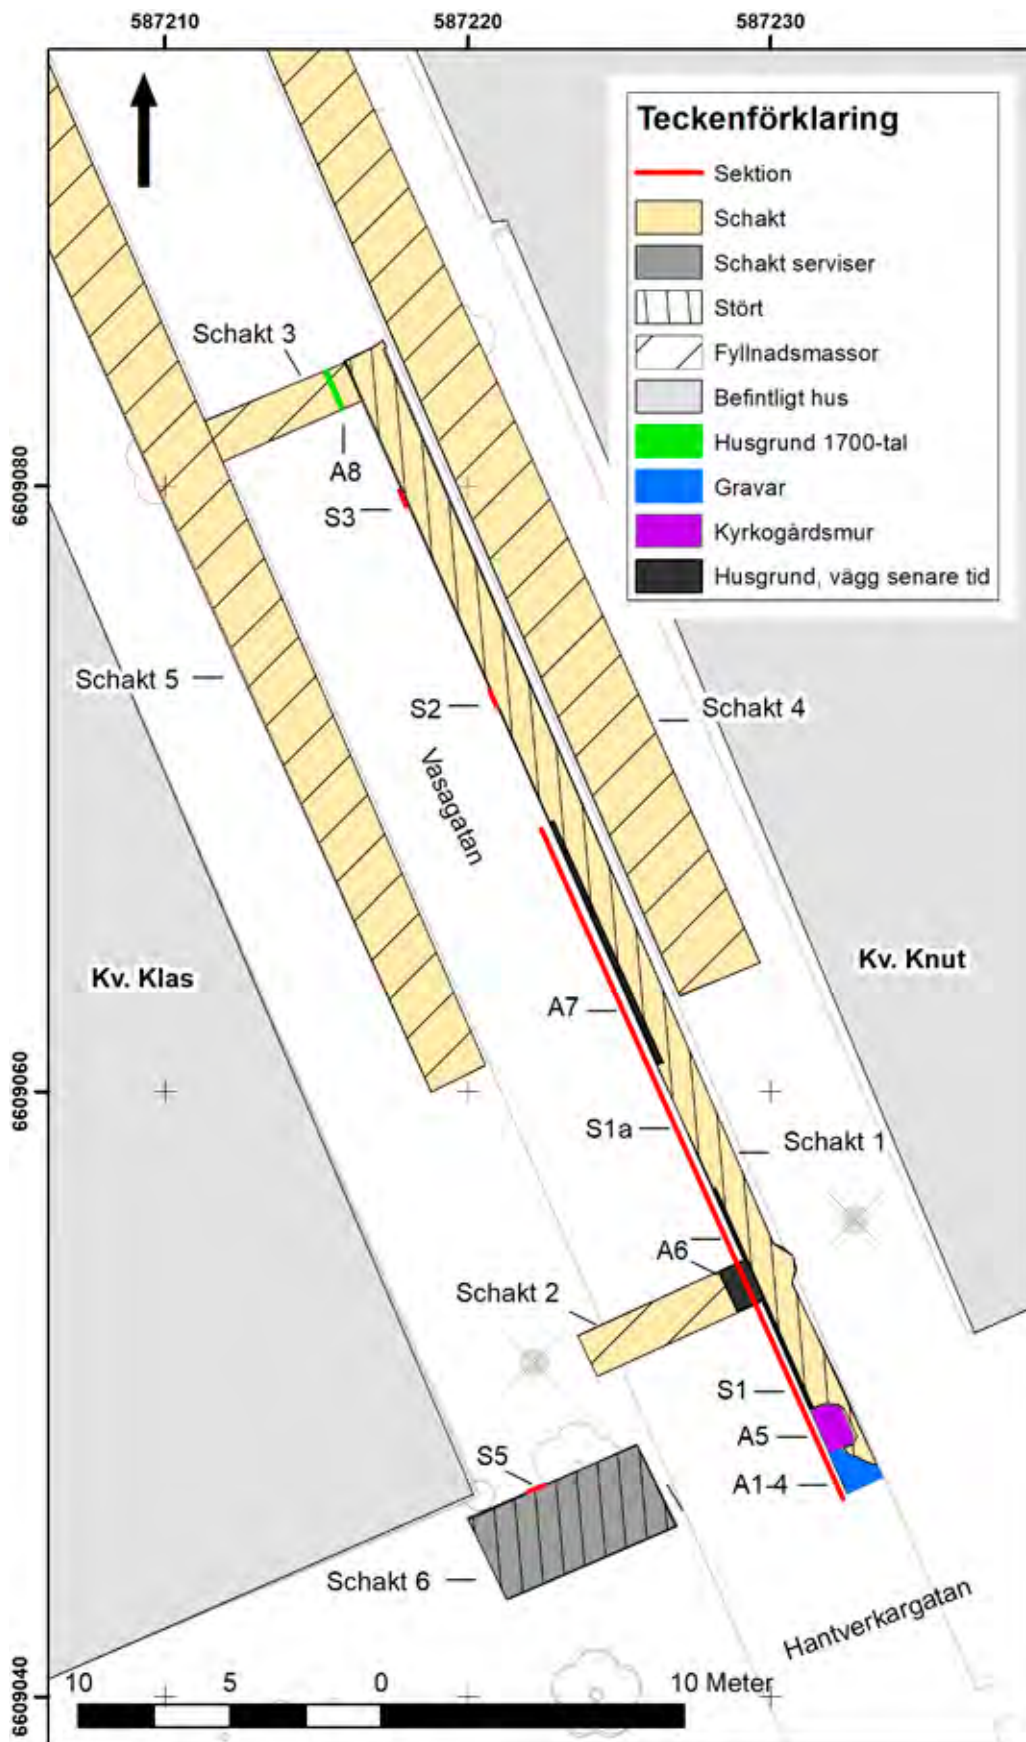 587210
587220
587230
Teckenförklaring
Sektion
Schakt
Schakt serviser
Stört
Fyllnadsmassor
Befintligt hus
Husgrund 1700-tal
Gravar
Kyrkogårdsmur
Husgrund, vägg senare tid
Schakt 3
A8
6609080
S3
Schakt 5
S2
Schakt 4
Vasagatan
Kv. Klas
Kv. Knut
A7
6609060
S1a
Schakt 1
A6
Schakt 2
S1
A5
S5
A1-4
Schakt 6
Hantverkargatan
6609040
10 5 0 10 Meter